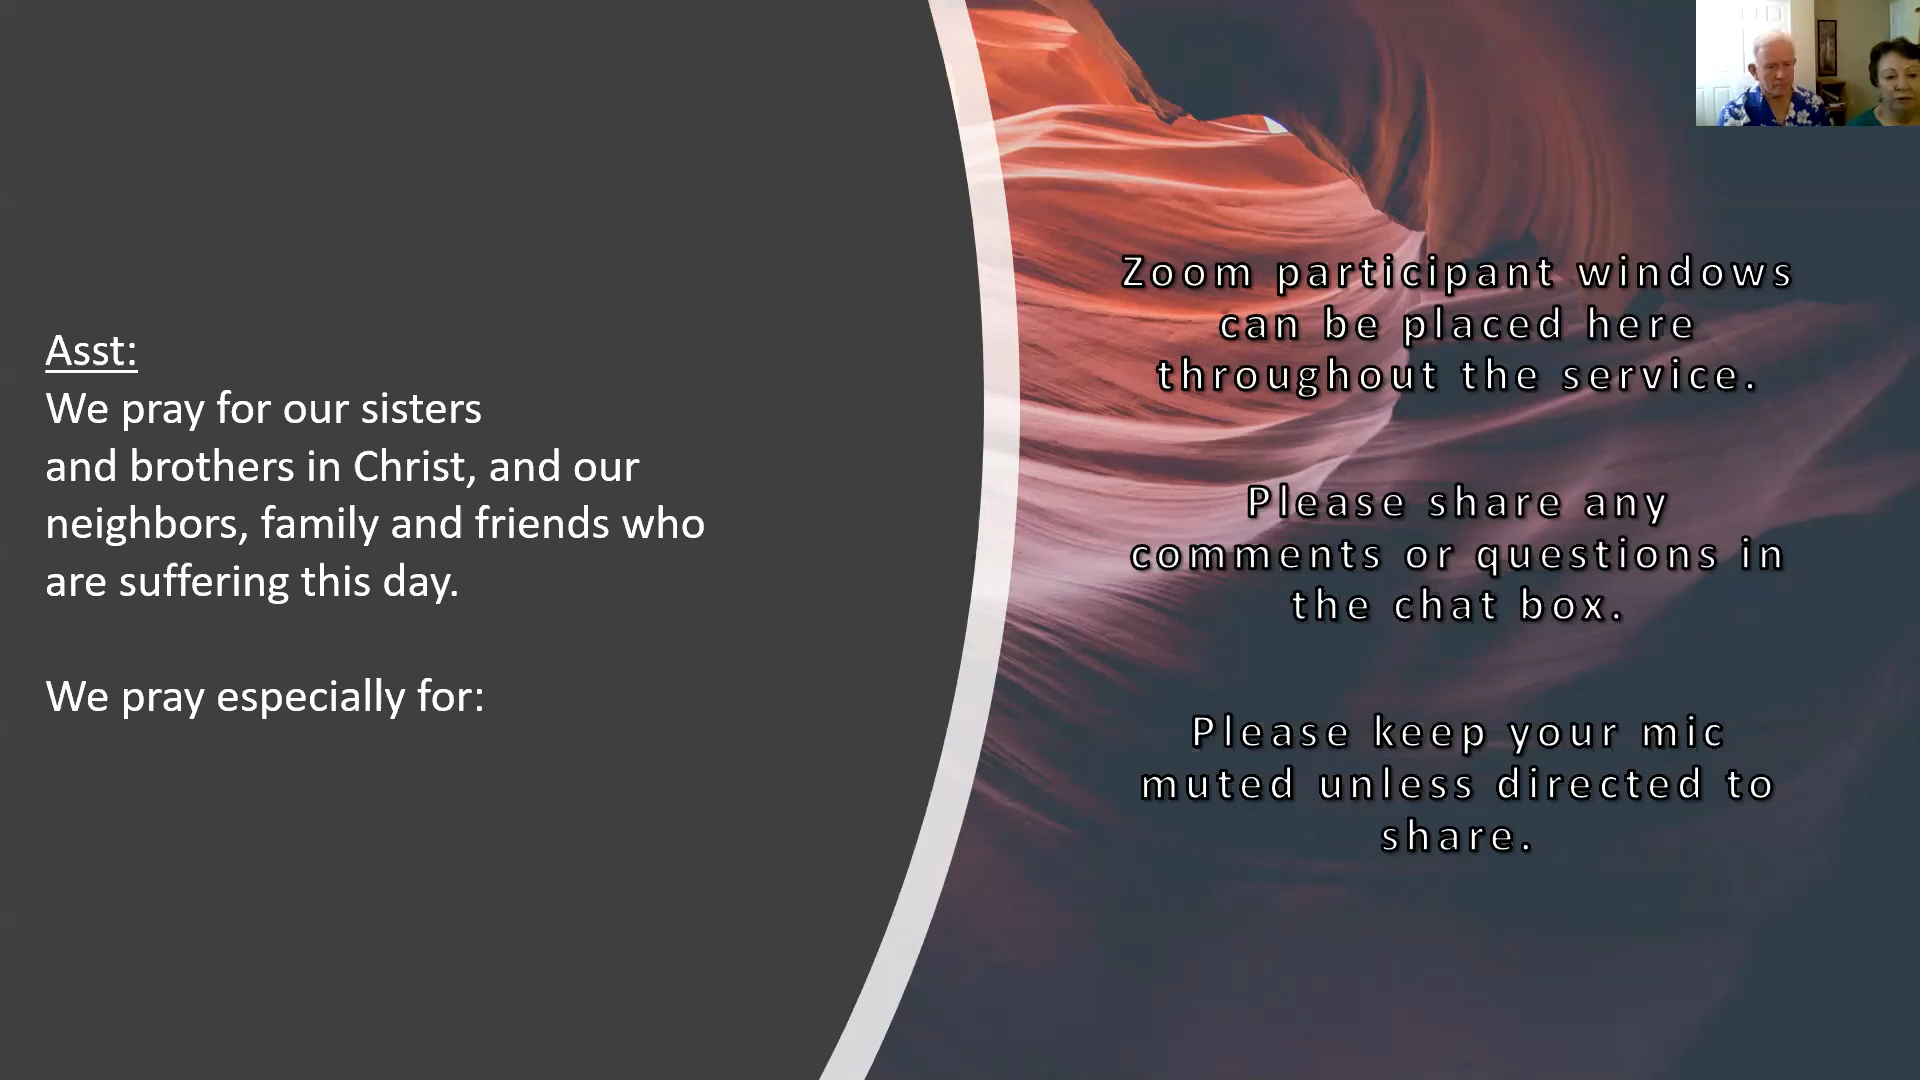 Asst:
We pray for our sisters
and brothers in Christ, and our
neighbors, family and friends who
are suffering this day.
We pray especially for:
Zoom participant windows
can be placed here
throughout the service.
Please share any
comments or questions in
the chat box.
Please keep your mic
muted unless directed to
share.